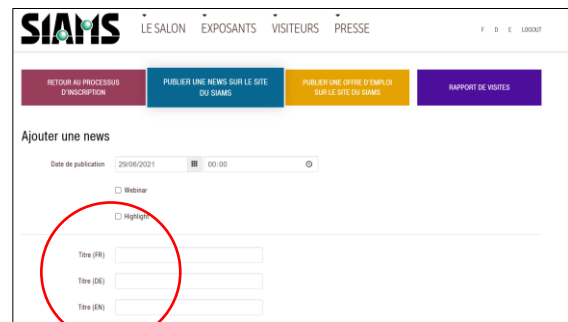 SIAMS
LE SALON EXPOSANTS VISITEURS PRESSE
F D E LOGOUT
RETOUR AU PROCESSUS
D'INSCRIPTION
PUBLIER UNE NEWS SUR LE SITE
DU SIAMS
PUBLIER UNE OFFRE D'EMPLOI
SUR LE SITE DU SIAMS
RAPPORT DE VISITES
Ajouter une news
Date de publication 29/06/2021 00:00
Webinar
Highlight
Titre (FR)
Titre (DE)
Titre (EN)